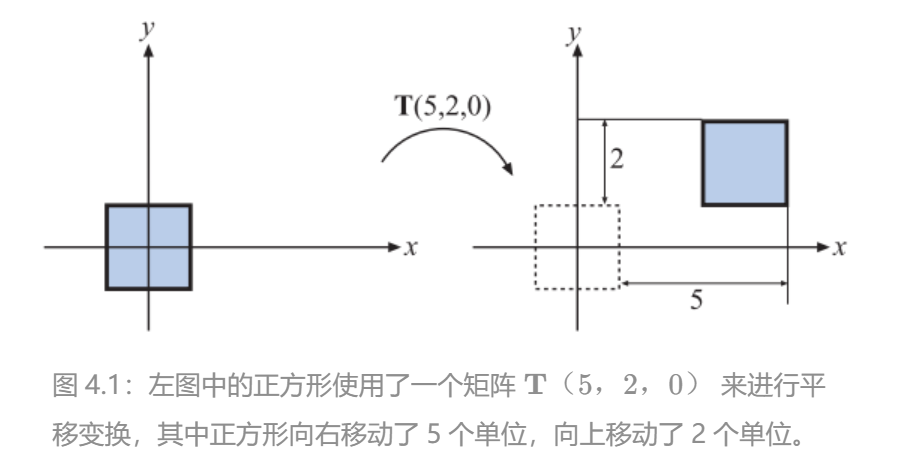 y
y
T(5,2,0)
2
x
x
5
图 4.1：左图中的正方形使用了一个矩阵 T（5，2，0） 来进行平
移变换，其中正方形向右移动了 5 个单位，向上移动了 2 个单位。